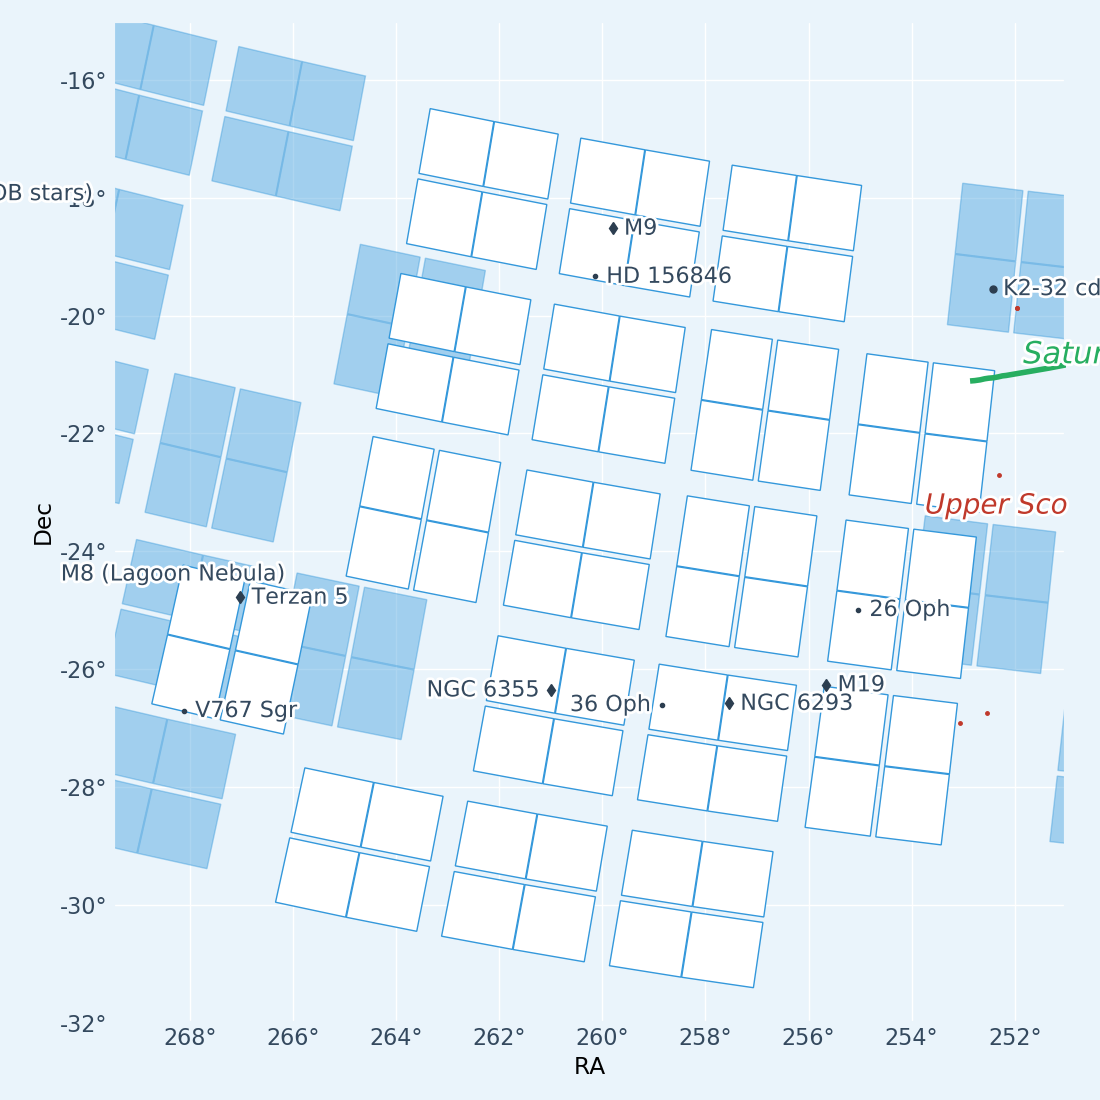 -16°
OB stars)
M9
HD 156846
K2-32 cd
-20°
Satur
-22°
Upper Sco
Dec
-24°
M8 (Lagoon Nebula)
Terzan 5
26 Oph
-26°
M19
NGC 6355
36 Oph
NGC 6293
V767 Sgr
-28°
-30°
-32°
268°
266°
264°
262°
260°
258°
256°
254°
252°
RA